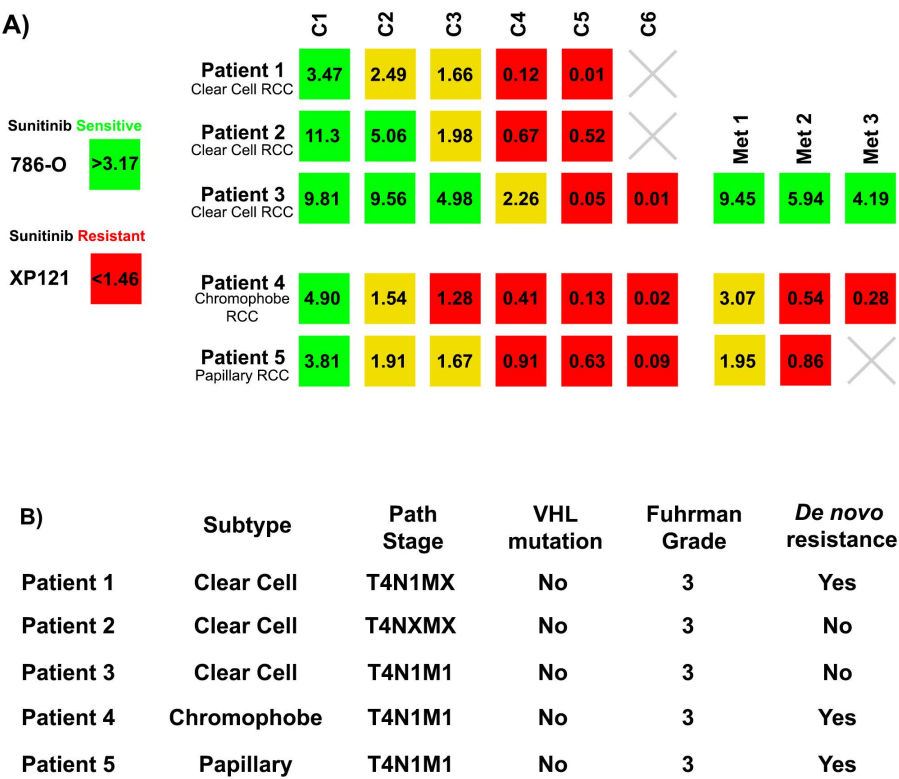 A)
C1 C2 C3 C4 C5 C6
Patient 1 3.47 2.49 1.66 0.12 0.01
Clear Cell RCC
Sunitinib Sensitive
786-O >3.17
Patient 2 11.3 5.06 1.98 0.67 0.52
Clear Cell RCC
Met 1 Met 2 Met 3
Patient 3 9.81 9.56 4.98 2.26 0.05 0.01 9.45 5.94 4.19
Clear Cell RCC
Sunitinib Resistant
XP121 <1.46
Patient 4 4.90 1.54 1.28 0.41 0.13 0.02 3.07 0.54 0.28
Chromophobe
RCC
Patient 5 3.81 1.91 1.67 0.91 0.63 0.09 1.95 0.86
Papillary RCC
B)
Subtype Path Stage VHL mutation Fuhrman Grade De novo resistance
Patient 1 Clear Cell T4N1MX No 3 Yes
Patient 2 Clear Cell T4NXMX No 3 No
Patient 3 Clear Cell T4N1M1 No 3 No
Patient 4 Chromophobe T4N1M1 No 3 Yes
Patient 5 Papillary T4N1M1 No 3 Yes